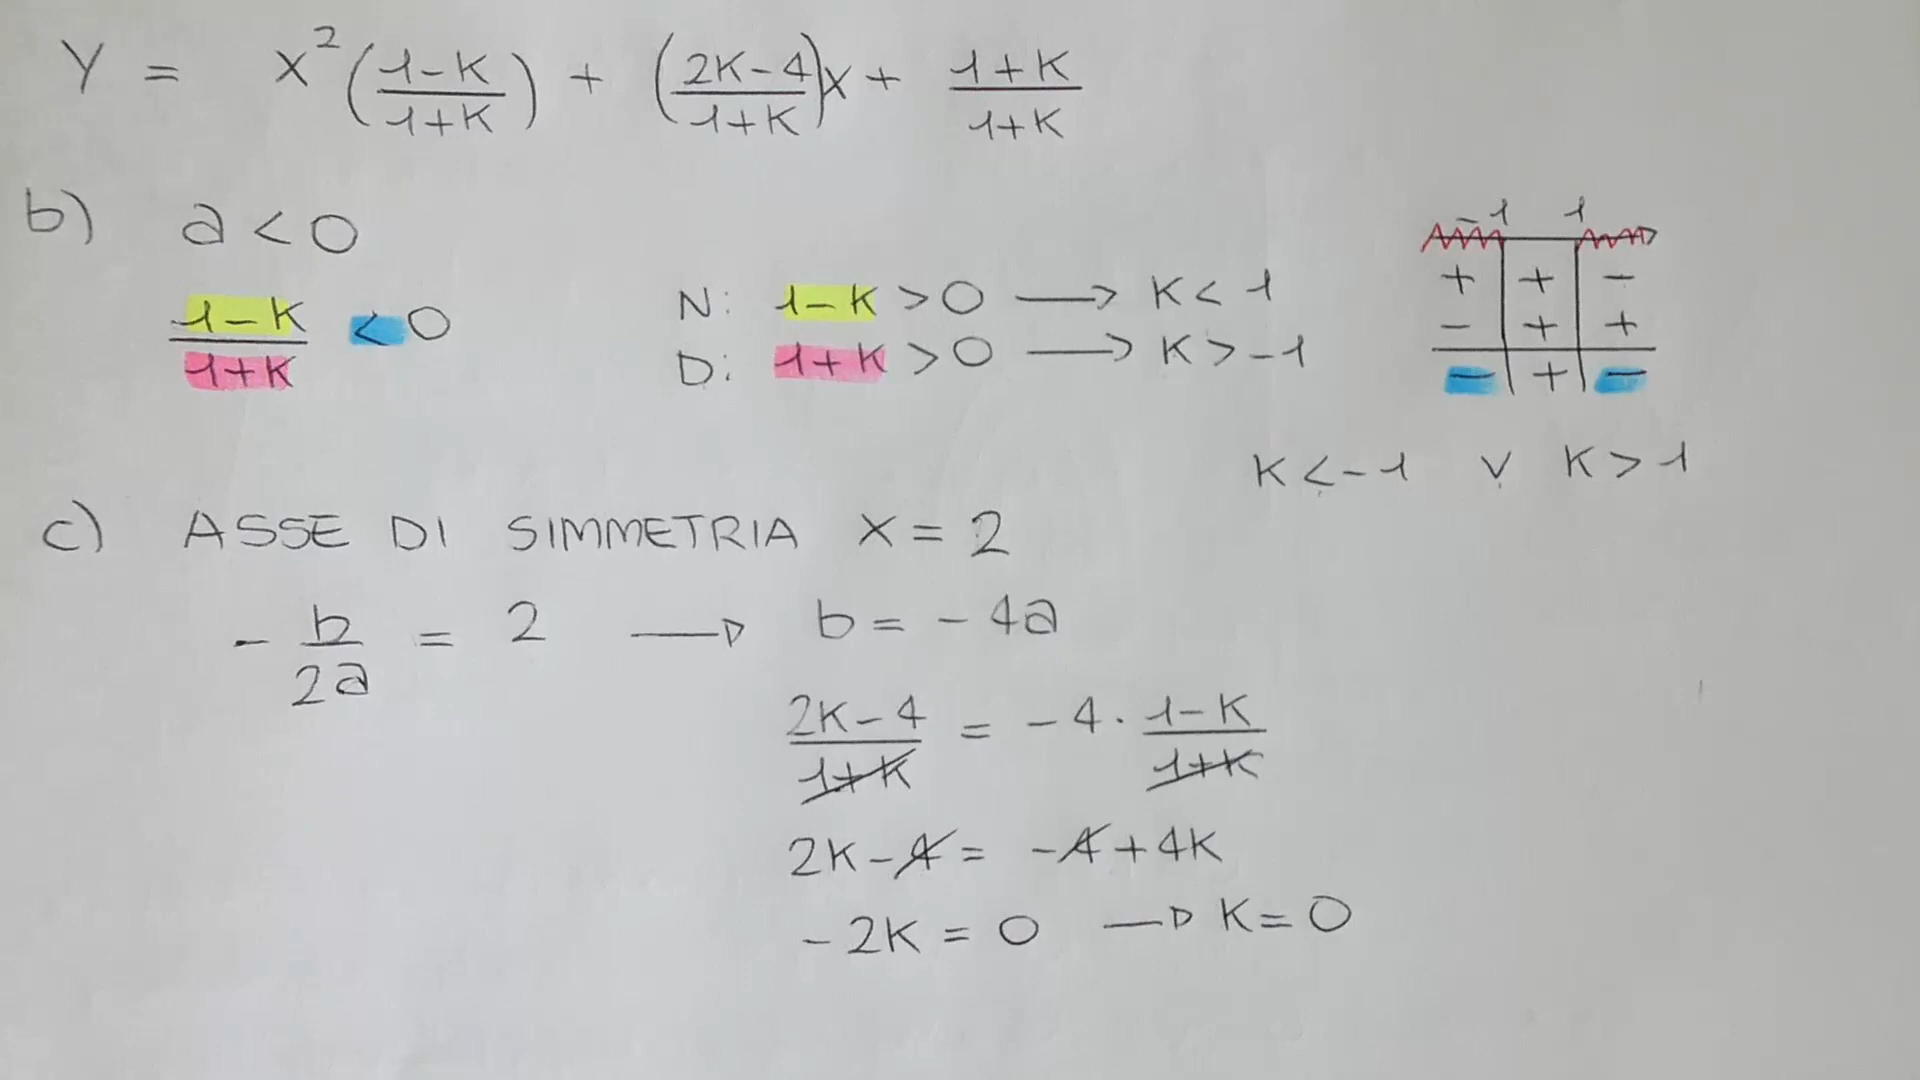 Y = x²(1-K/1+K) + (2K-4/1+K)x + 1+K/1+K
b) a<0
1-K/1+K <0
N: 1-K >0 → K<1
D: 1+K >0 → K>-1
-1 1
+ + -
- + +
- + -
K<-1 ∨ K>1
c) ASSE DI SIMMETRIA X=2
- b/2a = 2 → b = -4a
2K-4/1+K = -4 · 1-K/1+K
2K-4 = -4+4K
-2K = 0 → K=0